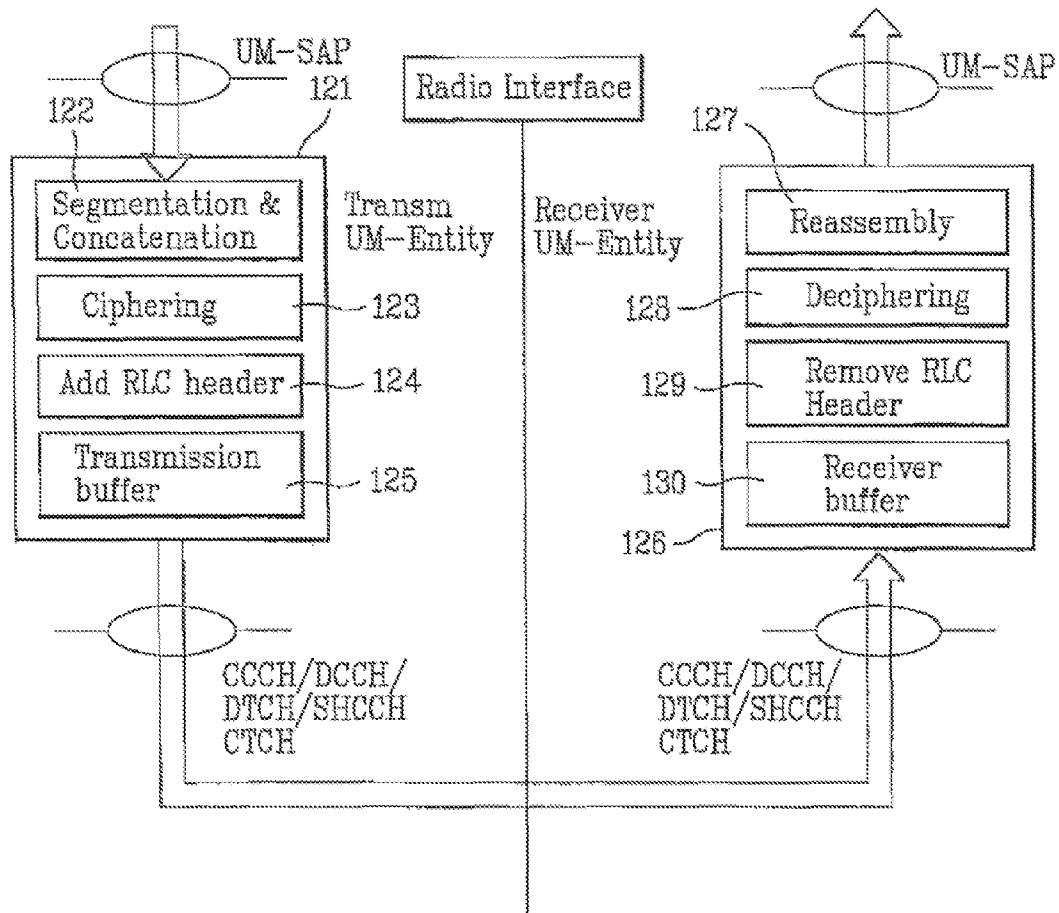 UM-SAP
121
122
Segmentation &
Concatenation
Ciphering
123
Add RLC header
124
Transmission
buffer
125
Transm
UM-Entity
CCCH/DCCH/
DTCH/SHCCH
CTCH
Radio Interface
Receiver
UM-Entity
UM-SAP
127
Reassembly
128
Deciphering
129
Remove RLC
Header
130
Receiver
buffer
126
CCCH/DCCH/
DTCH/SHCCH
CTCH